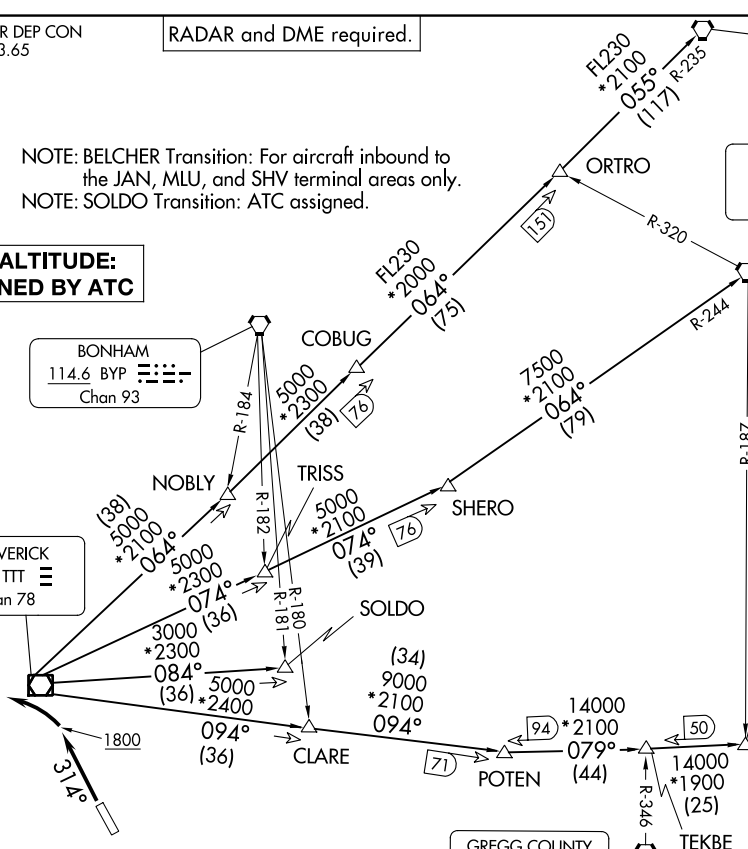 R DEP CON
3.65
RADAR and DME required.
NOTE: BELCHER Transition: For aircraft inbound to
the JAN, MLU, and SHV terminal areas only.
NOTE: SOLDO Transition: ATC assigned.
ALTITUDE:
NED BY ATC
FL230
*2100
055°
(117)
R-235
ORTRO
151
R-320
FL230
*2000
064°
(75)
R-244
BONHAM
114.6 BYP
Chan 93
COBUG
5000
*2300
(38)
76
7500
*2100
064°
(79)
R-184
R-187
NOBLY
TRISS
R-182
SHERO
(38)
5000
*2100
064°
5000
*2100
074°
(39)
76
VERICK
TTT
an 78
5000
*2300
074°
(36)
R-181
R-180
SOLDO
3000
*2300
084°
(36)
(34)
9000
*2100
094°
5000
*2400
094°
(36)
CLARE
71
94
14000
*2100
079°
(44)
50
14000
*1900
(25)
POTEN
1800
314°
R-346
TEKBE
GREGG COUNTY